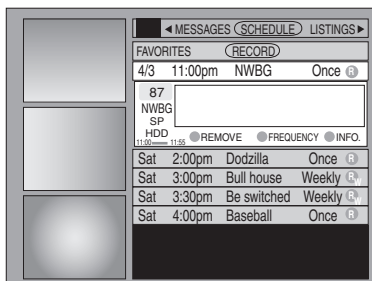 ◀ MESSAGES SCHEDULE LISTINGS ▶
FAVORITES RECORD
4/3 11:00pm NWBG Once R
87
NWBG
SP
HDD
11:00 11:55 REMOVE FREQUENCY INFO.
Sat 2:00pm Dodzilla Once R
Sat 3:00pm Bull house Weekly RW
Sat 3:30pm Be switched Weekly RW
Sat 4:00pm Baseball Once R